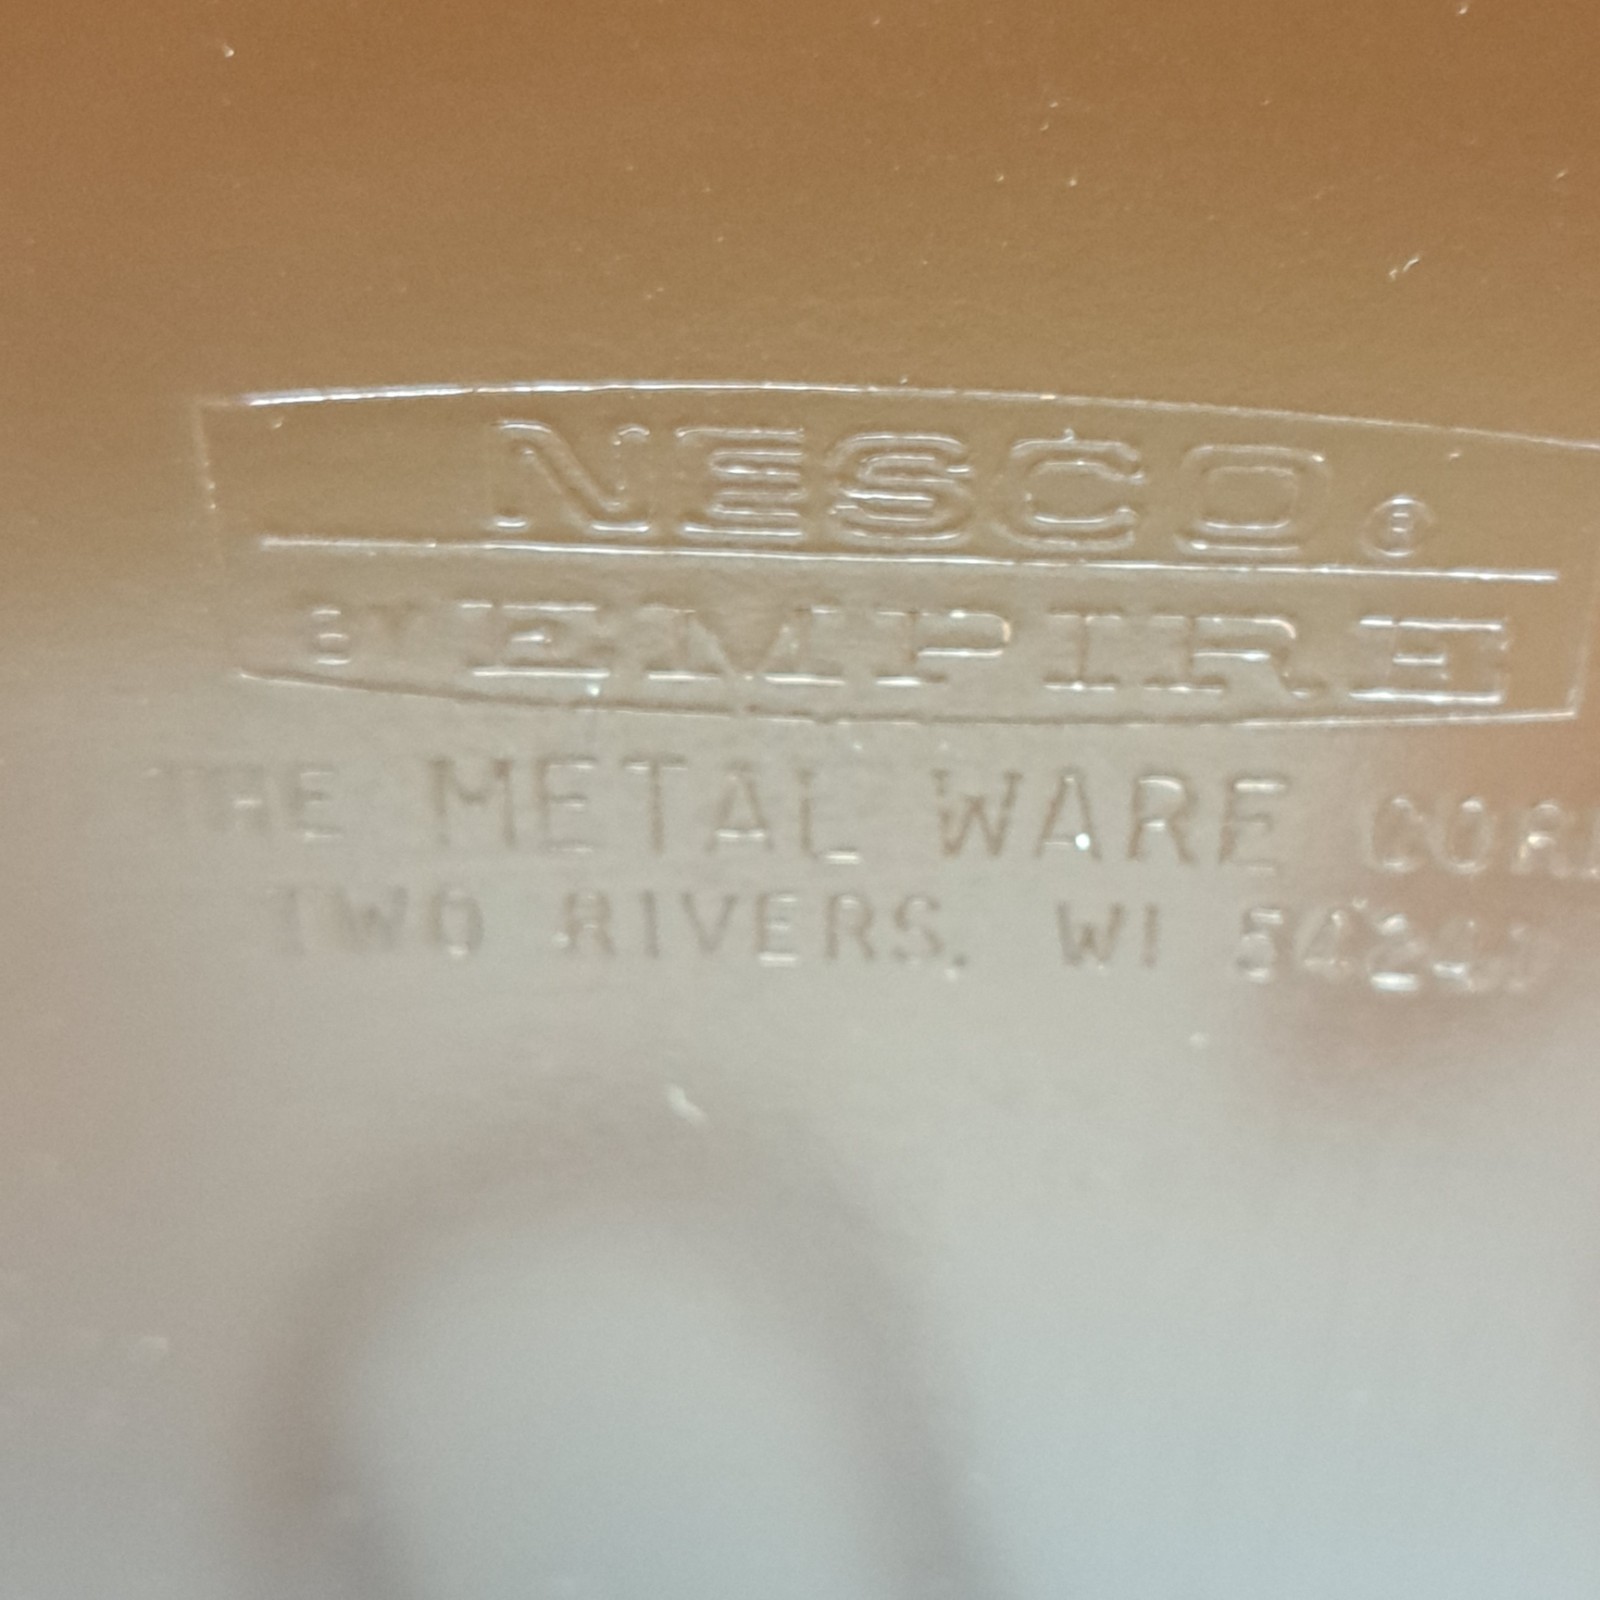 NESCO®
BY EMPIRE
THE METAL WARE CORP
TWO RIVERS, WI